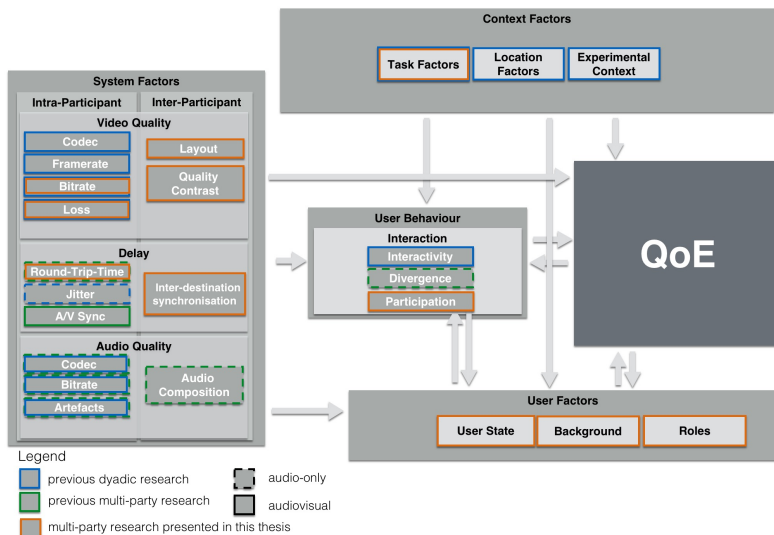 Context Factors
Task Factors
Location
Factors
Experimental
Context
System Factors
Intra-Participant
Inter-Participant
Video Quality
Codec
Framerate
Bitrate
Loss
Layout
Quality
Contrast
Delay
Round-Trip-Time
Jitter
A/V Sync
Inter-destination
synchronisation
Audio Quality
Codec
Bitrate
Artefacts
Audio
Composition
User Behaviour
Interaction
Interactivity
Divergence
Participation
QoE
User Factors
User State
Background
Roles
Legend
previous dyadic research
previous multi-party research
multi-party research presented in this thesis
audio-only
audiovisual